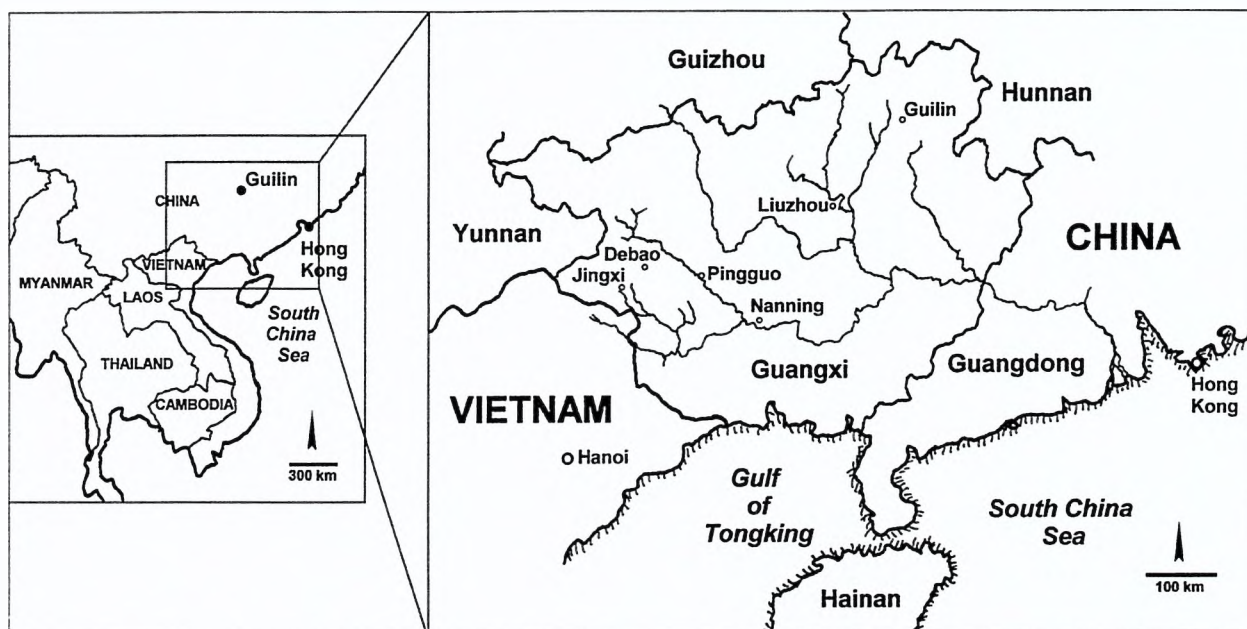 Guilin
CHINA
Hong
Kong
VIETNAM
MYANMAR
LAOS
South
China
Sea
THAILAND
CAMBODIA
300 km
Guizhou
Hunnan
Guilin
Liuzhou
Yunnan
CHINA
Debao
Jingxi
Pingguo
Nanning
Guangxi
Guangdong
Hong
Kong
VIETNAM
Hanoi
Gulf
of
Tongking
South China
Sea
100 km
Hainan